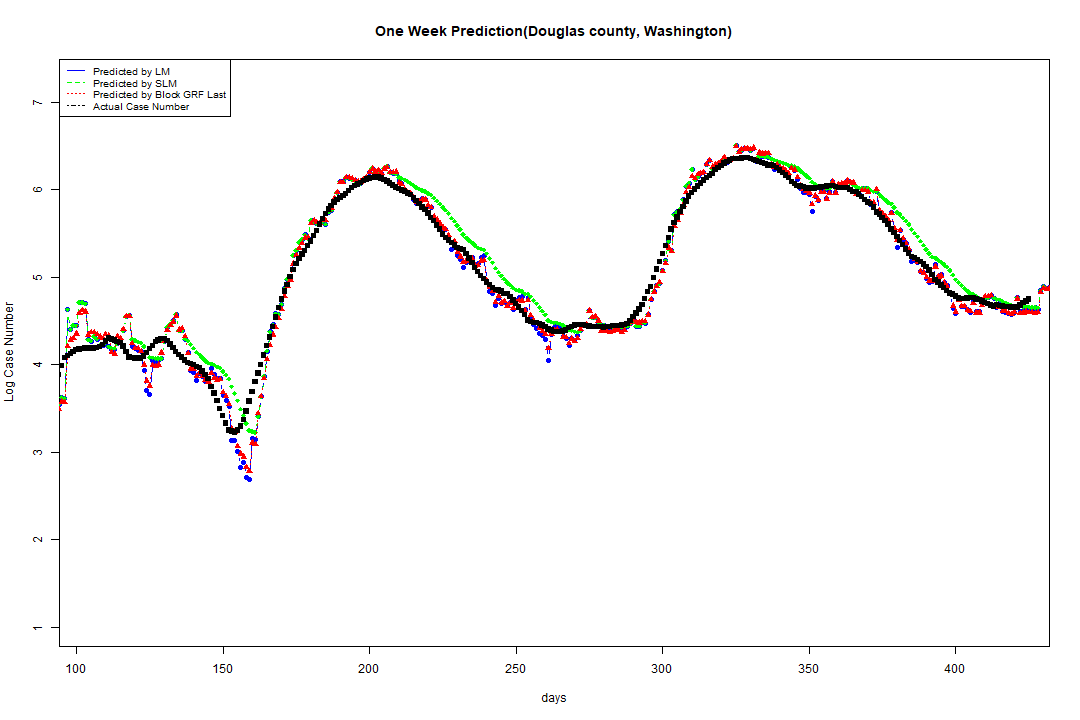 One Week Prediction(Douglas county, Washington)
Predicted by LM
Predicted by SLM
Predicted by Block GRF Last
Actual Case Number
Log Case Number
7
6
5
4
3
2
1
100 150 200 250 300 350 400
days